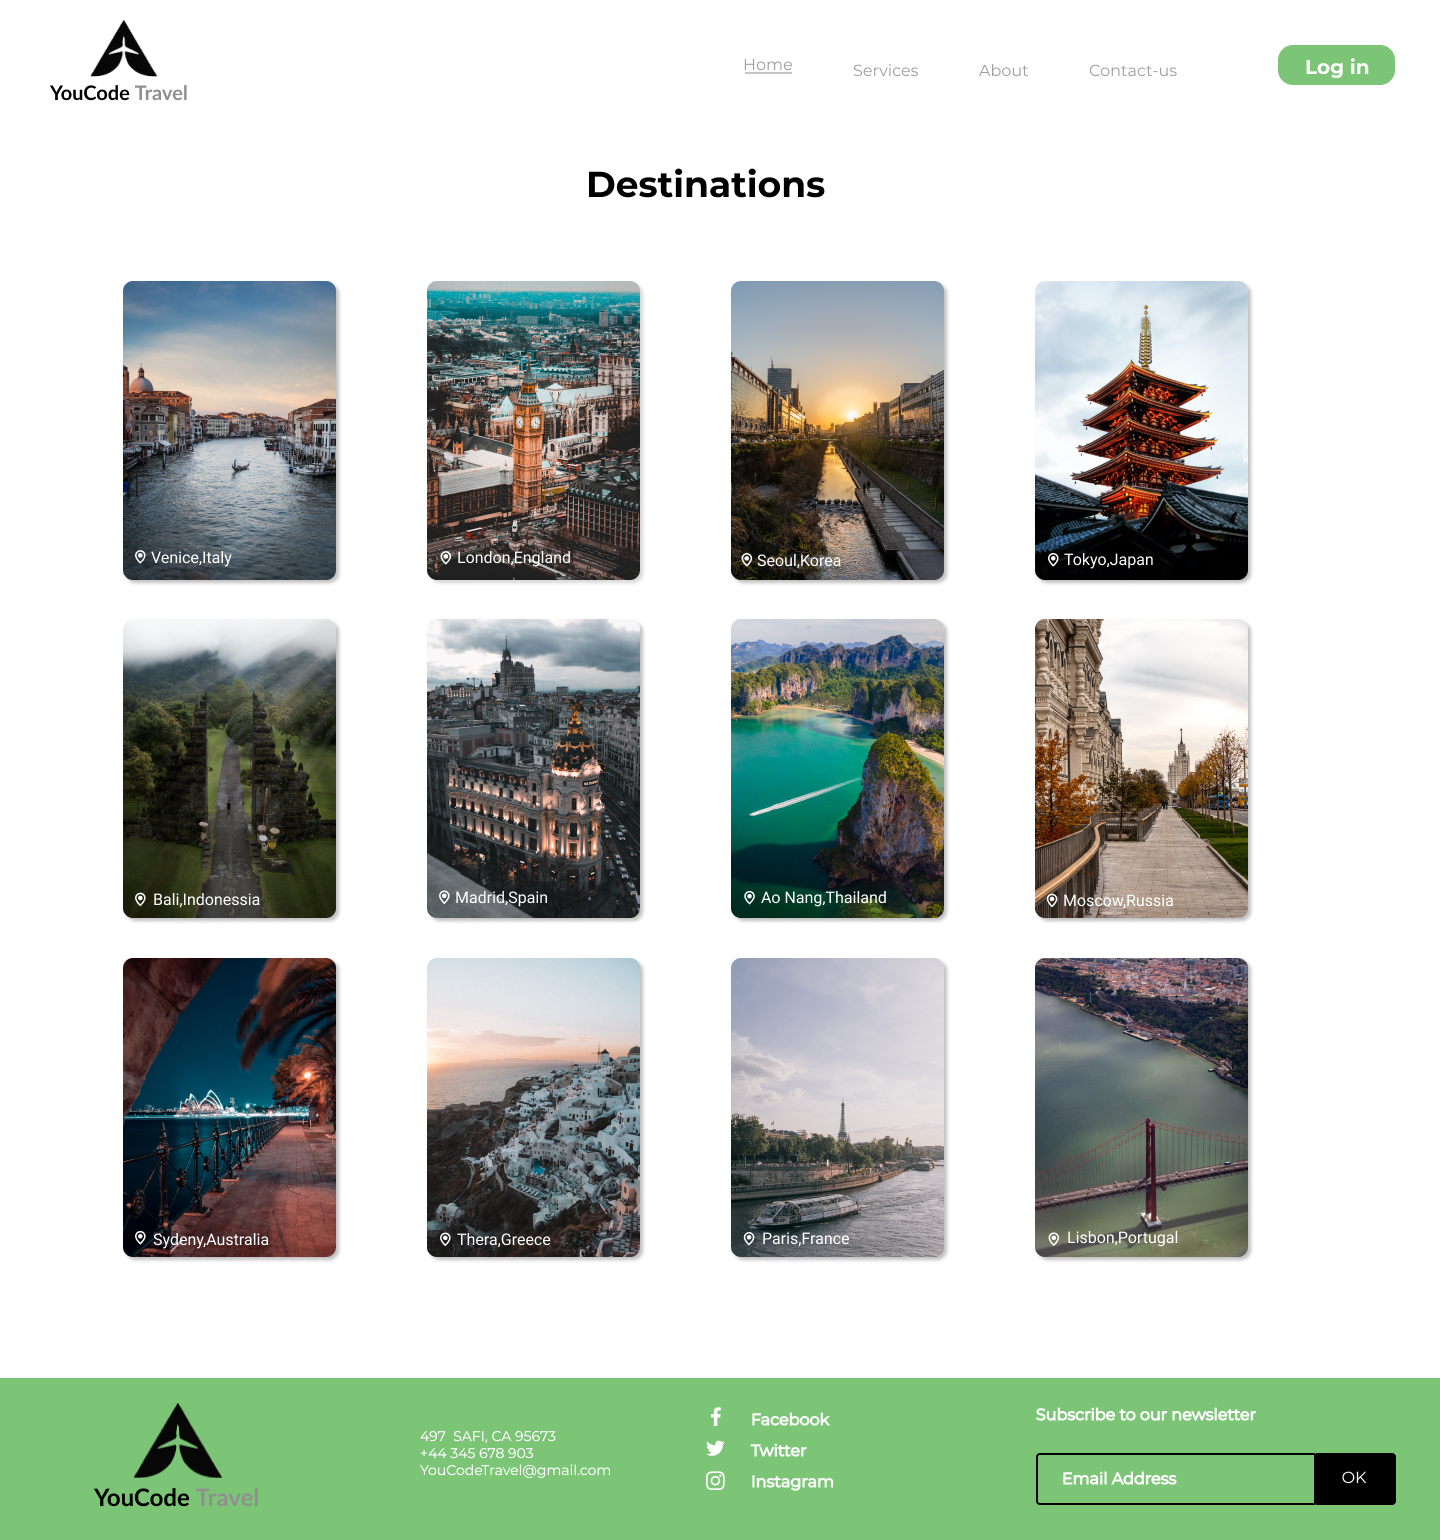 YouCode Travel
Home
Services
About
Contact-us
Log in
Destinations
Venice,Italy
London,England
Seoul,Korea
Tokyo,Japan
Bali,Indonessia
Madrid,Spain
Ao Nang,Thailand
Moscow,Russia
Sydeny,Australia
Thera,Greece
Paris,France
Lisbon,Portugal
YouCode Travel
497 SAFI, CA 95673
+44 345 678 903
YouCodeTravel@gmail.com
Facebook
Twitter
Instagram
Subscribe to our newsletter
Email Address
OK